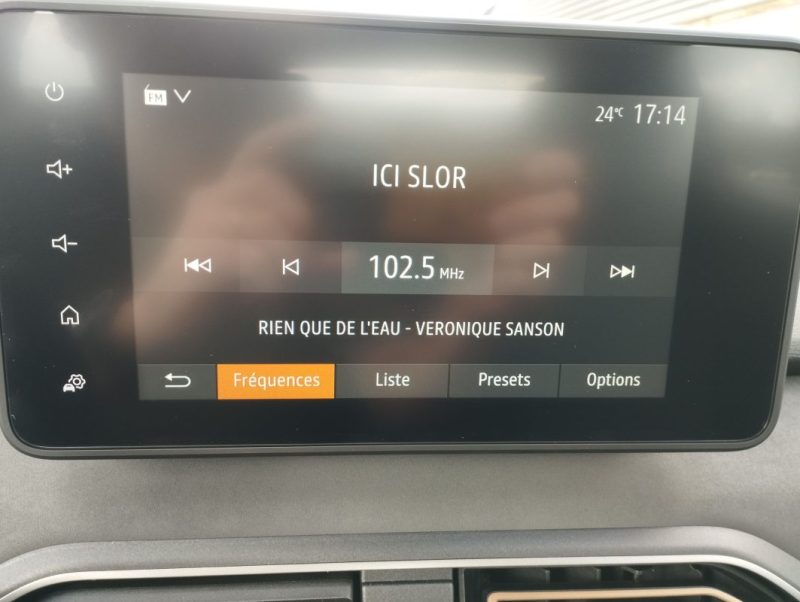 FM
24°C 17:14
ICI SLOR
102.5 MHz
RIEN QUE DE L'EAU - VERONIQUE SANSON
Fréquences Liste Presets Options